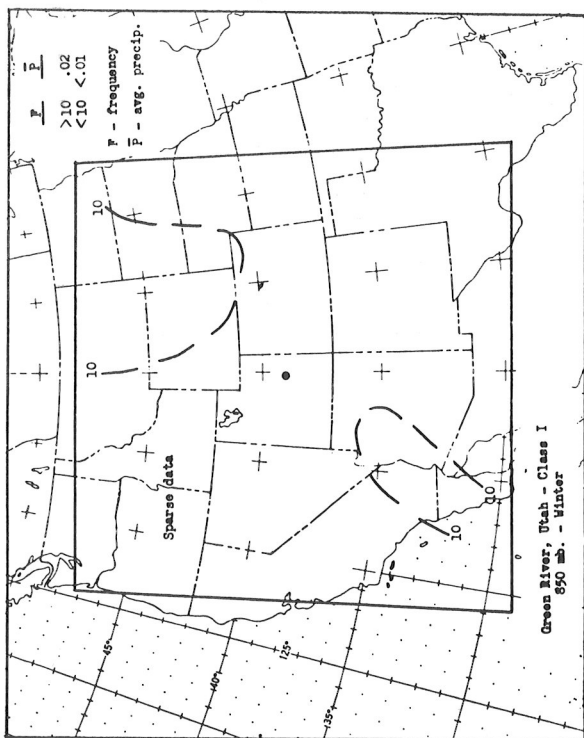 F P̅
>10 .02
<10 <.01
F - frequency
P̅ - avg. precip.
10
10
Sparse data
45°
125°
40°
35°
10
10
Green River, Utah - Class I
850 mb. - Winter